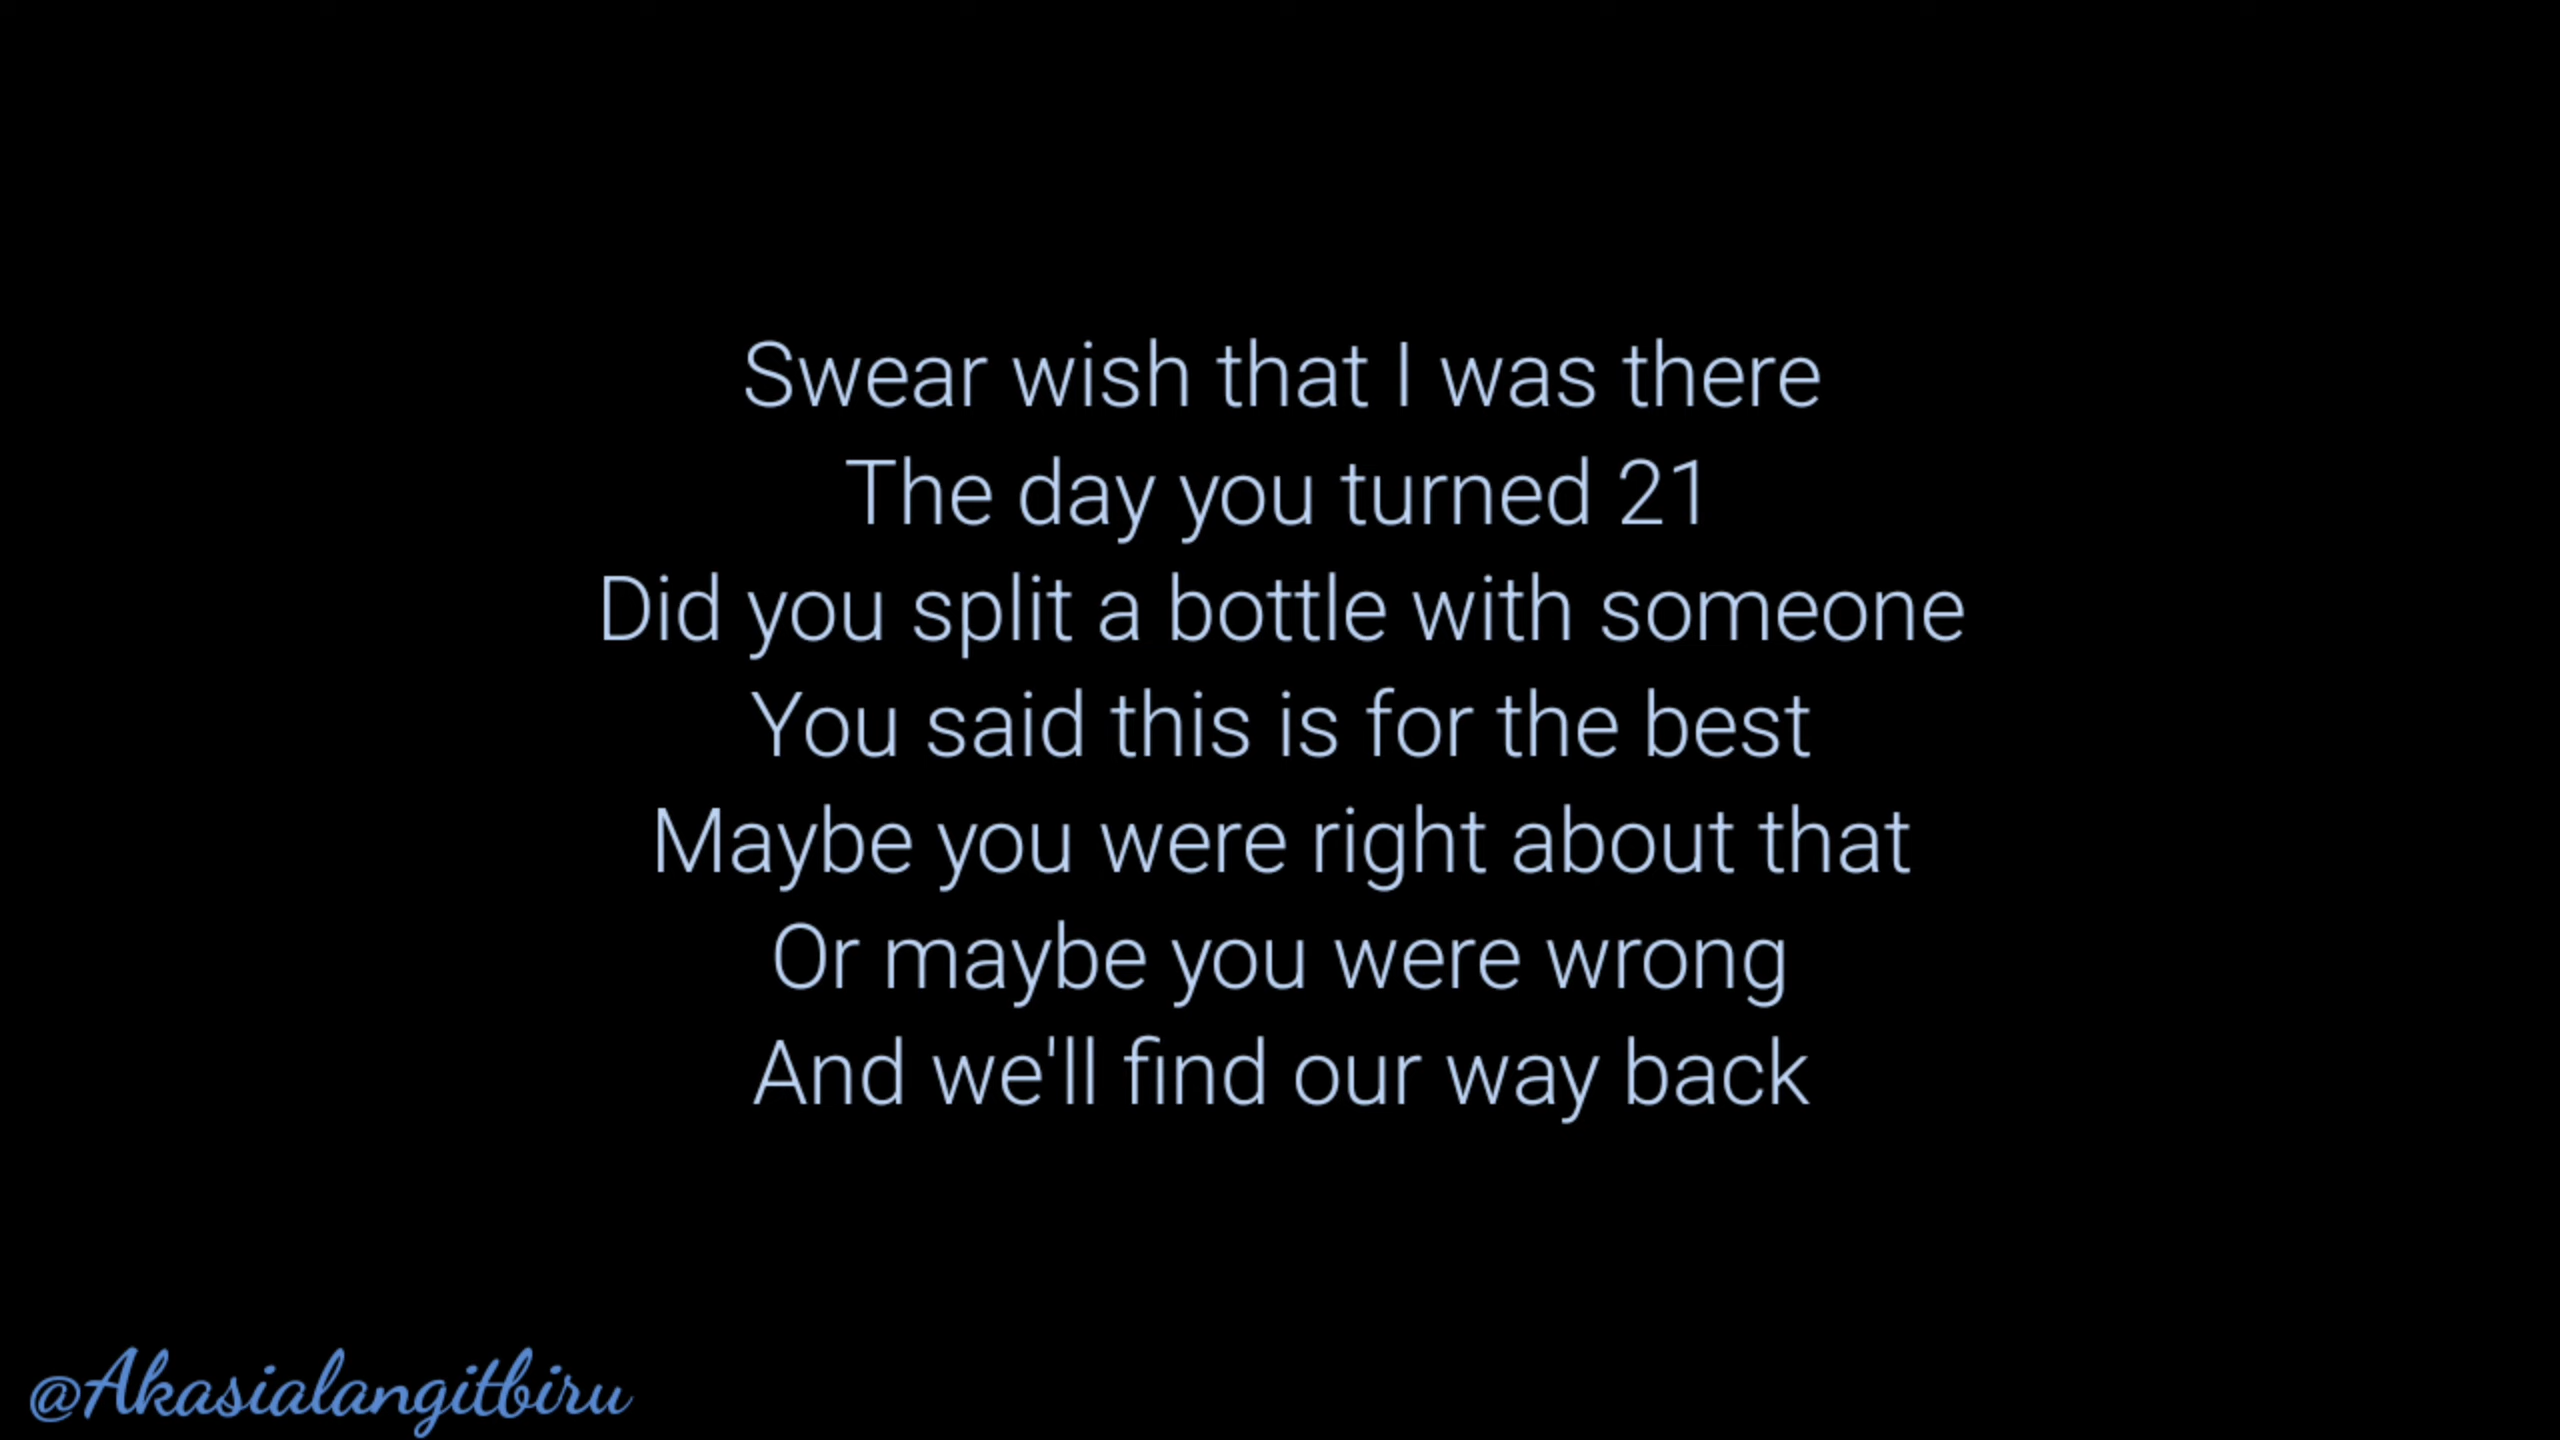 Swear wish that I was there
The day you turned 21
Did you split a bottle with someone
You said this is for the best
Maybe you were right about that
Or maybe you were wrong
And we'll find our way back
@Akasialangitbiru